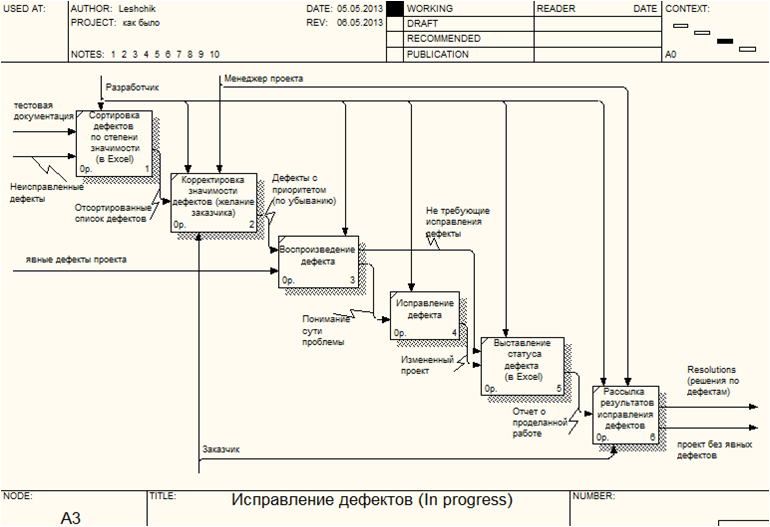 USED AT:
AUTHOR: Leshchik
DATE: 05.05.2013
PROJECT: как было
REV: 06.05.2013
NOTES: 1 2 3 4 5 6 7 8 9 10
WORKING
DRAFT
RECOMMENDED
PUBLICATION
READER
DATE
CONTEXT:
A0
Разработчик
Менеджер проекта
тестовая
документация
Неисправленные
дефекты
Сортировка
дефектов
по степени
значимости
(в Excel)
0р.
1
Отсортированные
список дефектов
Корректировка
значимости
дефектов (желание
заказчика)
0р.
2
Дефекты с
приоритетом
(по убыванию)
явные дефекты проекта
Воспроизведение
дефекта
0р.
3
Не требующие
исправления
дефекты
Понимание
сути
проблемы
Исправление
дефекта
0р.
4
Измененный
проект
Выставление
статуса
дефекта
(в Excel)
0р.
5
Отчет о
проделанной
работе
Рассылка
результатов
исправления
дефектов
0р.
6
Resolutions
(решения по
дефектам)
проект без явных
дефектов
Заказчик
NODE:
A3
TITLE:
Исправление дефектов (In progress)
NUMBER: